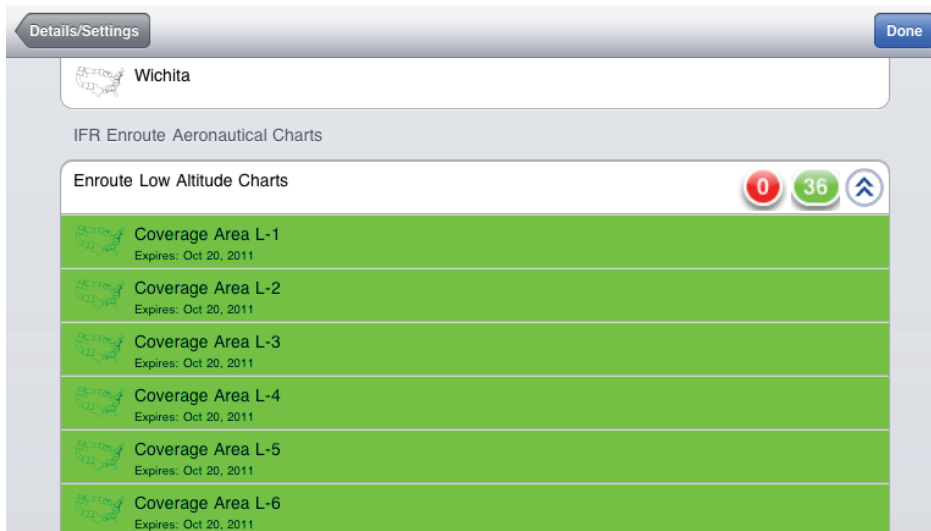 Details/Settings
Done
Wichita
IFR Enroute Aeronautical Charts
Enroute Low Altitude Charts
0
36
Coverage Area L-1
Expires: Oct 20, 2011
Coverage Area L-2
Expires: Oct 20, 2011
Coverage Area L-3
Expires: Oct 20, 2011
Coverage Area L-4
Expires: Oct 20, 2011
Coverage Area L-5
Expires: Oct 20, 2011
Coverage Area L-6
Expires: Oct 20, 2011